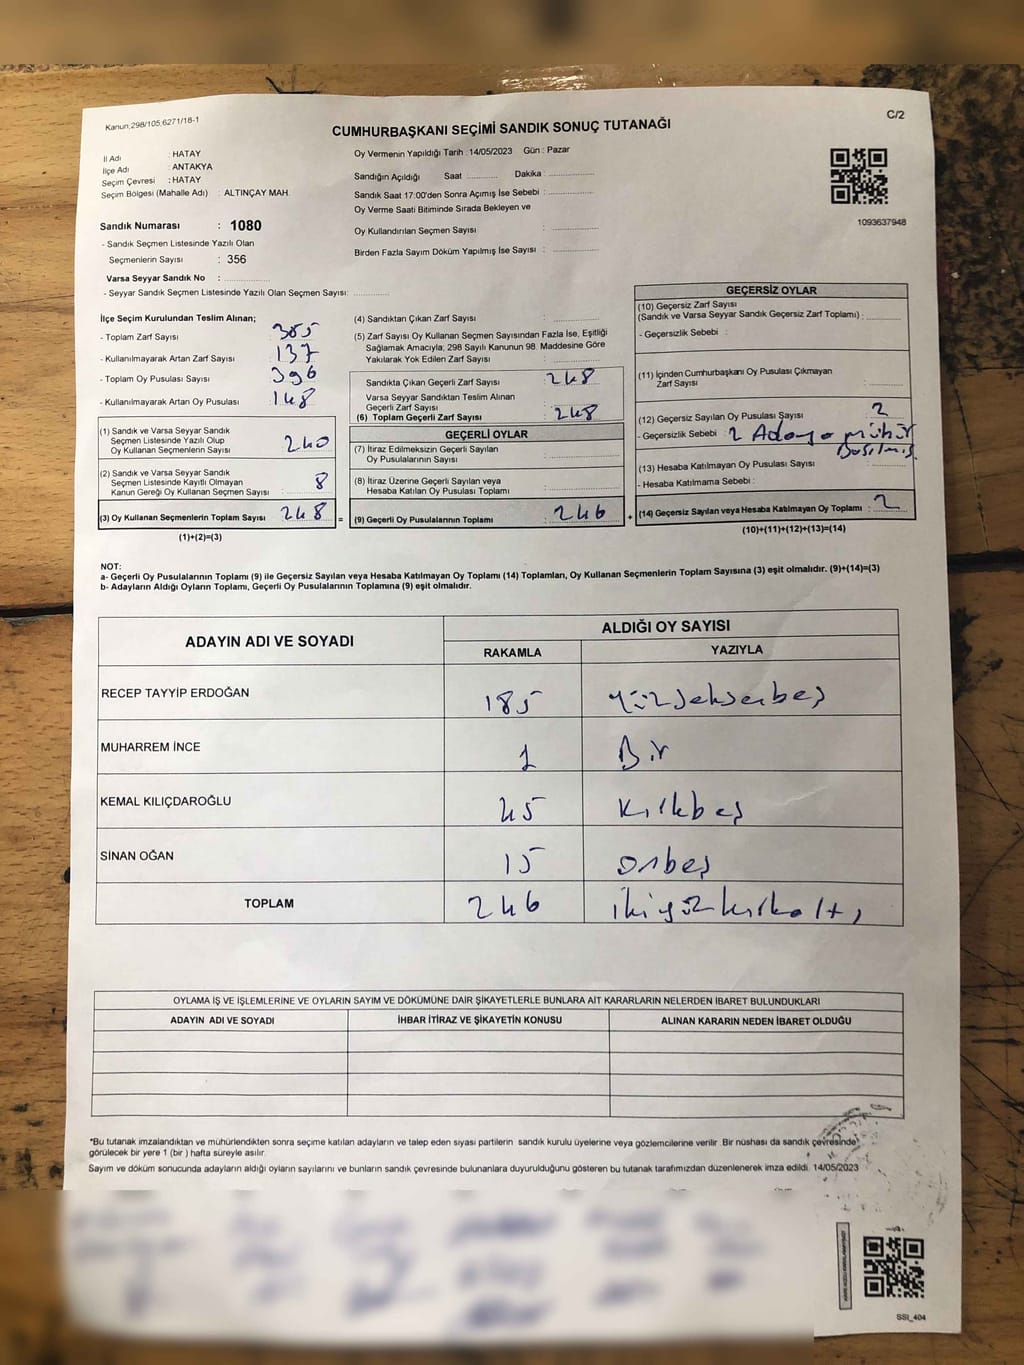 Kanun;298/105,6271/18-1
C/2
CUMHURBAŞKANI SEÇİMİ SANDIK SONUÇ TUTANAĞI
İl Adı : HATAY
İlçe Adı : ANTAKYA
Seçim Çevresi : HATAY
Seçim Bölgesi (Mahalle Adı) : ALTINÇAY MAH.
Oy Vermenin Yapıldığı Tarih : 14/05/2023 Gün : Pazar
Sandığın Açıldığı Saat : Dakika :
Sandık Saat 17:00'den Sonra Açımış İse Sebebi :
Oy Verme Saati Bitiminde Sırada Bekleyen ve
Oy Kullandırılan Seçmen Sayısı :
Birden Fazla Sayım Döküm Yapılmış İse Sayısı :
1093637948
Sandık Numarası : 1080
- Sandık Seçmen Listesinde Yazılı Olan
Seçmenlerin Sayısı : 356
Varsa Seyyar Sandık No :
- Seyyar Sandık Seçmen Listesinde Yazılı Olan Seçmen Sayısı:
İlçe Seçim Kurulundan Teslim Alınan;
- Toplam Zarf Sayısı 385
- Kullanılmayarak Artan Zarf Sayısı 137
- Toplam Oy Pusulası Sayısı 396
- Kullanılmayarak Artan Oy Pusulası 148
(1) Sandık ve Varsa Seyyar Sandık
Seçmen Listesinde Yazılı Olup
Oy Kullanan Seçmenlerin Sayısı : 240
(2) Sandık ve Varsa Seyyar Sandık
Seçmen Listesinde Kayıtlı Olmayan
Kanun Gereği Oy Kullanan Seçmen Sayısı : 8
(3) Oy Kullanan Seçmenlerin Toplam Sayısı : 248
(1)+(2)=(3)
(4) Sandıktan Çıkan Zarf Sayısı :
(5) Zarf Sayısı Oy Kullanan Seçmen Sayısından Fazla İse, Eşitliği
Sağlamak Amacıyla; 298 Sayılı Kanunun 98. Maddesine Göre
Yakılarak Yok Edilen Zarf Sayısı :
Sandıkta Çıkan Geçerli Zarf Sayısı : 248
Varsa Seyyar Sandıktan Teslim Alınan
Geçerli Zarf Sayısı :
(6) Toplam Geçerli Zarf Sayısı : 248
GEÇERLİ OYLAR
(7) İtiraz Edilmeksizin Geçerli Sayılan
Oy Pusulalarının Sayısı :
(8) İtiraz Üzerine Geçerli Sayılan veya
Hesaba Katılan Oy Pusulası Toplamı :
= (9) Geçerli Oy Pusulalarının Toplamı : 246
GEÇERSİZ OYLAR
(10) Geçersiz Zarf Sayısı
(Sandık ve Varsa Seyyar Sandık Geçersiz Zarf Toplamı) :
- Geçersizlik Sebebi :
(11) İçinden Cumhurbaşkanı Oy Pusulası Çıkmayan
Zarf Sayısı :
(12) Geçersiz Sayılan Oy Pusulası Sayısı : 2
- Geçersizlik Sebebi : 2 Adaya mühür
Basılmış
(13) Hesaba Katılmayan Oy Pusulası Sayısı :
- Hesaba Katılmama Sebebi :
+ (14) Geçersiz Sayılan veya Hesaba Katılmayan Oy Toplamı : 2
(10)+(11)+(12)+(13)=(14)
NOT:
a- Geçerli Oy Pusulalarının Toplamı (9) ile Geçersiz Sayılan veya Hesaba Katılmayan Oy Toplamı (14) Toplamları, Oy Kullanan Seçmenlerin Toplam Sayısına (3) eşit olmalıdır. (9)+(14)=(3)
b- Adayların Aldığı Oyların Toplamı, Geçerli Oy Pusulalarının Toplamına (9) eşit olmalıdır.
ADAYIN ADI VE SOYADI ALDIĞI OY SAYISI
RAKAMLA YAZIYLA
RECEP TAYYİP ERDOĞAN 185 Yüzseksenbeş
MUHARREM İNCE 1 Bir
KEMAL KILIÇDAROĞLU 45 Kırkbeş
SİNAN OĞAN 15 onbeş
TOPLAM 246 ikiyüzkırkaltı
OYLAMA İŞ VE İŞLEMLERİNE VE OYLARIN SAYIM VE DÖKÜMÜNE DAİR ŞİKAYETLERLE BUNLARA AİT KARARLARIN NELERDEN İBARET BULUNDUKLARI
ADAYIN ADI VE SOYADI İHBAR İTİRAZ VE ŞİKAYETİN KONUSU ALINAN KARARIN NEDEN İBARET OLDUĞU
*Bu tutanak imzalandıktan ve mühürlendikten sonra seçime katılan adayların ve talep eden siyasi partilerin sandık kurulu üyelerine veya gözlemcilerine verilir. Bir nüshası da sandık çevresinde
görülecek bir yere 1 (bir) hafta süreyle asılır.
Sayım ve döküm sonucunda adayların aldığı oyların sayılarını ve bunların sandık çevresinde bulunanlara duyurulduğunu gösteren bu tutanak tarafımızdan düzenlenerek imza edildi. 14/05/2023
SSI_404